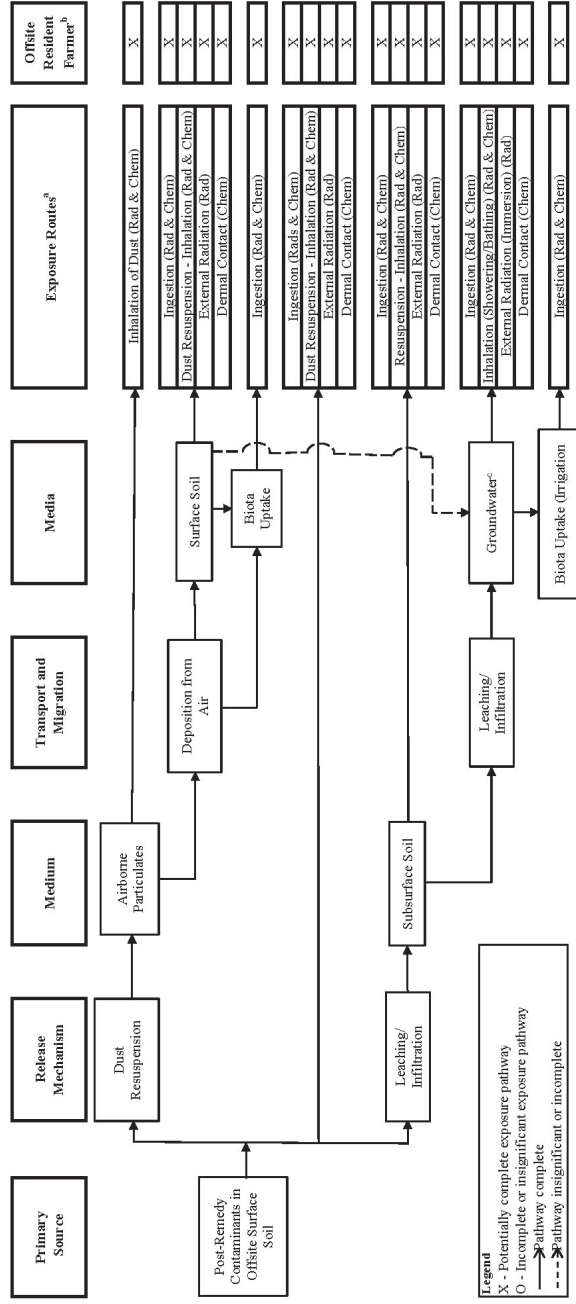 Primary
Source
Release
Mechanism
Medium
Transport and
Migration
Media
Exposure Routesa
Offsite
Resident
Farmerb
Post-Remedy
Contaminants in
Offsite Surface
Soil
Dust
Resuspension
Airborne
Particulates
Inhalation of Dust (Rad & Chem)
X
Deposition from
Air
Surface Soil
Ingestion (Rad & Chem)
X
Dust Resuspension - Inhalation (Rad & Chem)
X
External Radiation (Rad)
X
Dermal Contact (Chem)
X
Biota
Uptake
Ingestion (Rad & Chem)
X
Ingestion (Rads & Chem)
X
Dust Resuspension - Inhalation (Rad & Chem)
X
External Radiation (Rad)
X
Dermal Contact (Chem)
X
Leaching/
Infiltration
Subsurface Soil
Ingestion (Rad & Chem)
X
Resuspension - Inhalation (Rad & Chem)
X
External Radiation (Rad)
X
Dermal Contact (Chem)
X
Leaching/
Infiltration
Groundwaterc
Ingestion (Rad & Chem)
X
Inhalation (Showering/Bathing) (Rad & Chem)
X
External Radiation (Immersion) (Rad)
X
Dermal Contact (Chem)
X
Biota Uptake (Irrigation
Ingestion (Rad & Chem)
X
Legend
X - Potentially complete exposure pathway
O - Incomplete or insignificant exposure pathway
Pathway complete
Pathway insignificant or incomplete